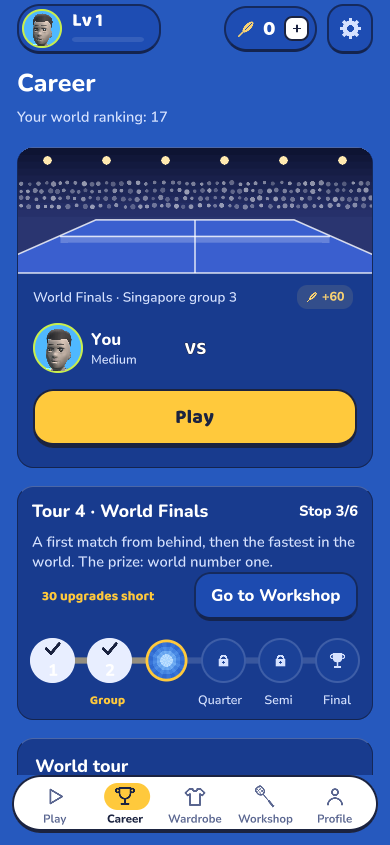 Lv 1
0 +
Career
Your world ranking: 17
World Finals · Singapore group 3
+60
You
Medium
VS
Play
Tour 4 · World Finals
Stop 3/6
A first match from behind, then the fastest in the
world. The prize: world number one.
30 upgrades short
Go to Workshop
1 2
Group Quarter Semi Final
World tour
Play Career Wardrobe Workshop Profile